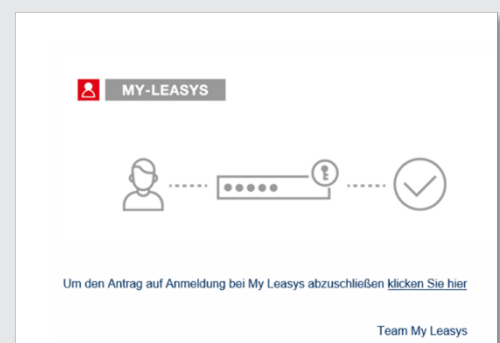 MY-LEASYS
Um den Antrag auf Anmeldung bei My Leasys abzuschließen klicken Sie hier
Team My Leasys